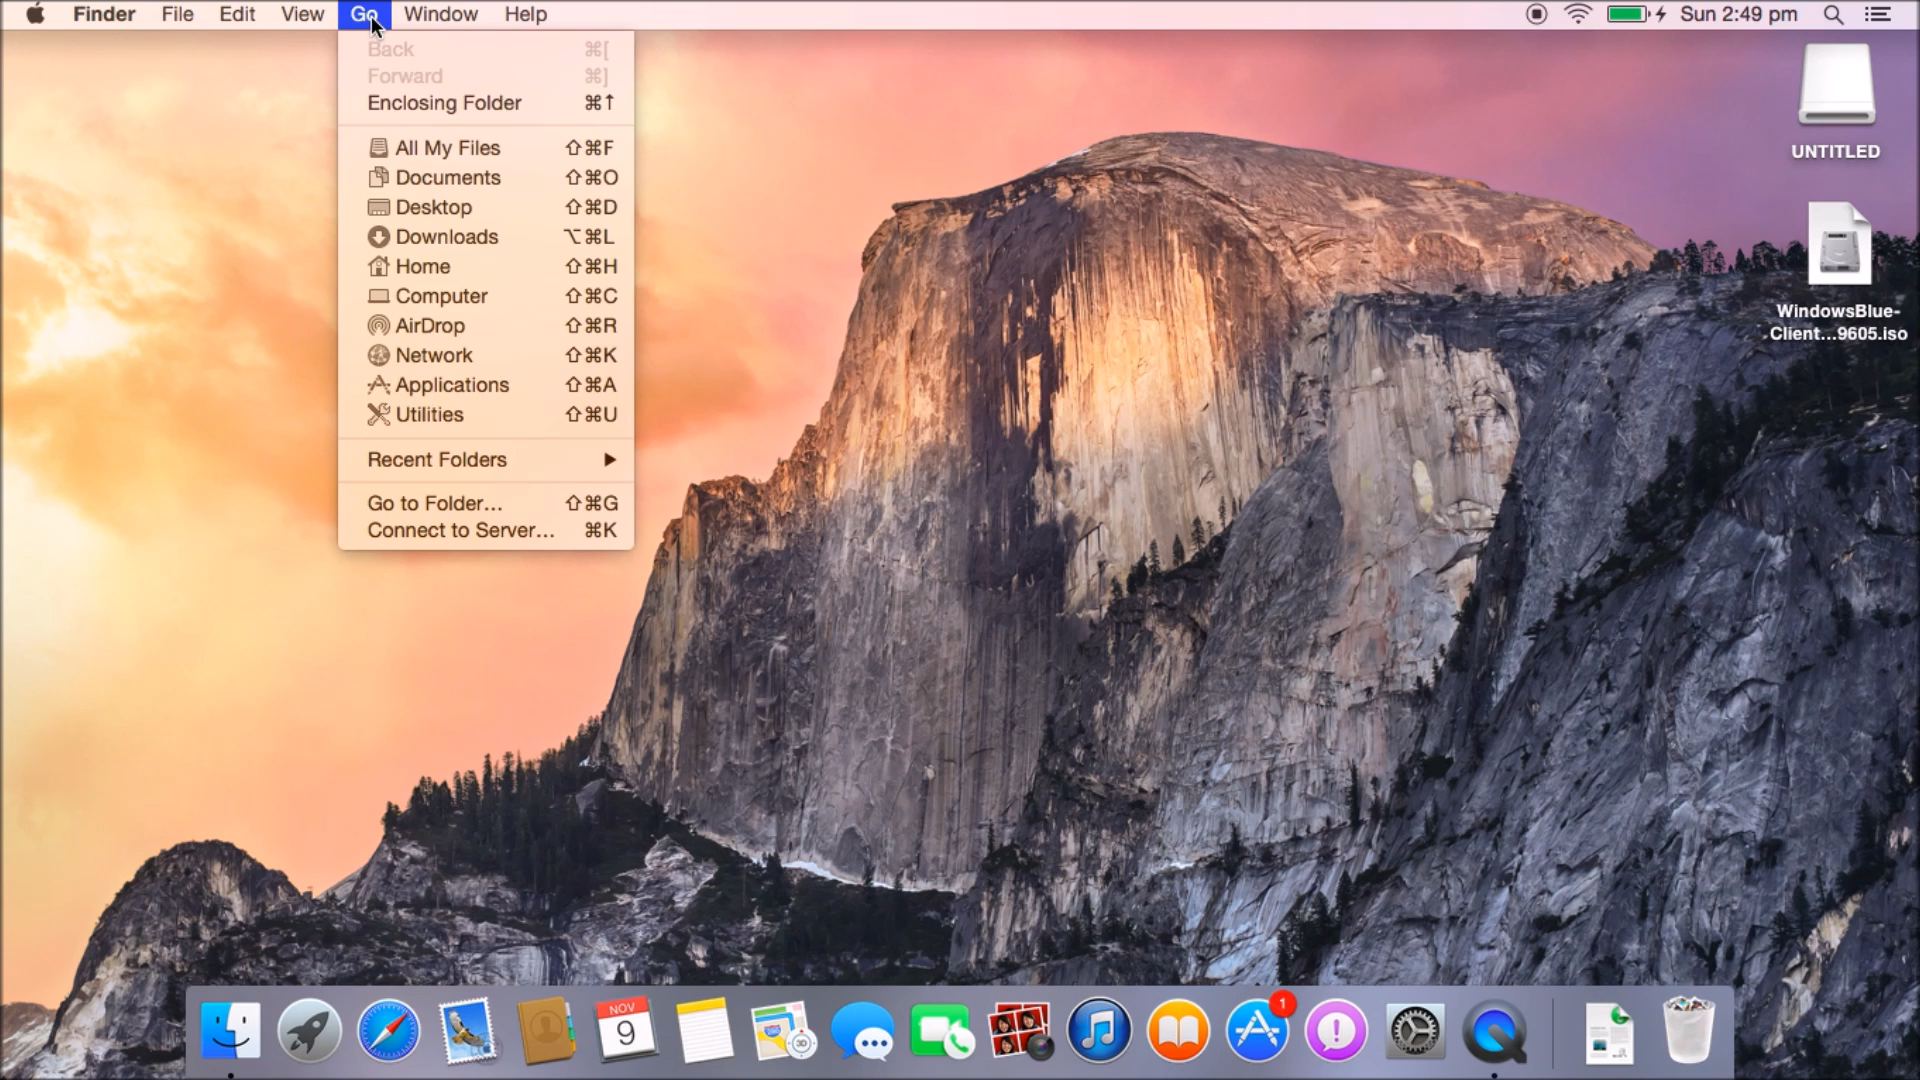 Finder File Edit View Go Window Help Sun 2:49 pm
Back ⌘[
Forward ⌘]
Enclosing Folder ⌘↑
All My Files ⇧⌘F
Documents ⇧⌘O
Desktop ⇧⌘D
Downloads ⌥⌘L
Home ⇧⌘H
Computer ⇧⌘C
AirDrop ⇧⌘R
Network ⇧⌘K
Applications ⇧⌘A
Utilities ⇧⌘U
Recent Folders ▶
Go to Folder... ⇧⌘G
Connect to Server... ⌘K
UNTITLED
WindowsBlue-
Client...9605.iso
NOV
9
3D
1